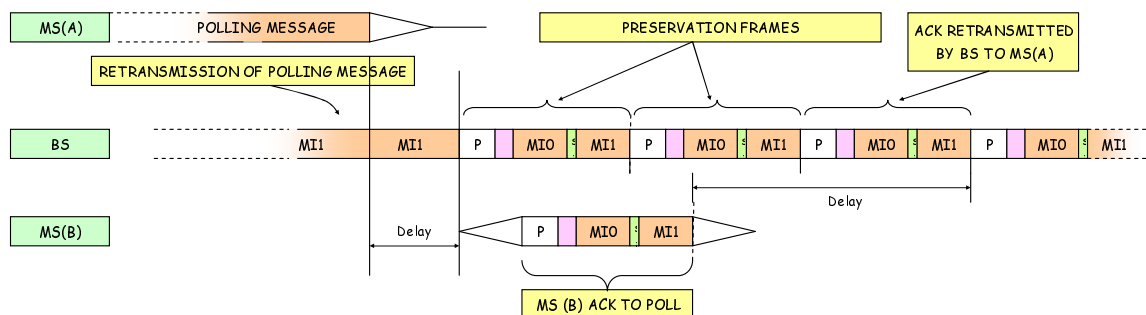 MS(A)
POLLING MESSAGE
PRESERVATION FRAMES
ACK RETRANSMITTED
BY BS TO MS(A)
RETRANSMISSION OF POLLING MESSAGE
BS
MI1 MI1 P MI0 S MI1 P MI0 S MI1 P MI0 S MI1 P MI0 S MI1
Delay
MS(B)
Delay
P MI0 S MI1
MS (B) ACK TO POLL